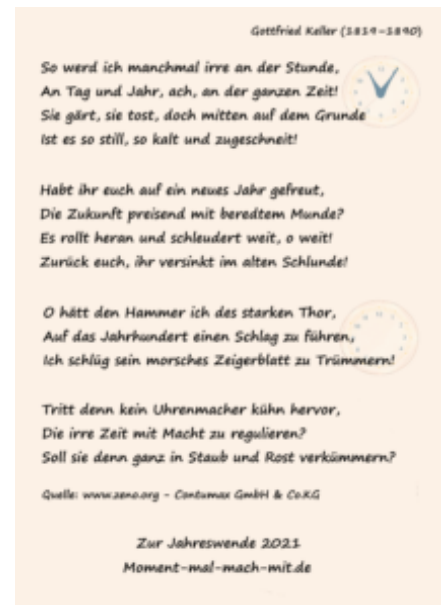 Gottfried Keller (1819-1890)
So werd ich manchmal irre an der Stunde,
An Tag und Jahr, ach, an der ganzen Zeit!
Sie gärt, sie tost, doch mitten auf dem Grunde
Ist es so still, so kalt und zugeschneit!
Habt ihr euch auf ein neues Jahr gefreut,
Die Zukunft preisend mit beredtem Munde?
Es rollt heran und schleudert weit, o weit!
Zurück euch, ihr versinkt im alten Schlunde!
O hätt den Hammer ich des starken Thor,
Auf das Jahrhundert einen Schlag zu führen,
Ich schlüg sein morsches Zeigerblatt zu Trümmern!
Tritt denn kein Uhrenmacher kühn hervor,
Die irre Zeit mit Macht zu regulieren?
Soll sie denn ganz in Staub und Rost verkümmern?
Quelle: www.zeno.org - Contumax GmbH & Co.KG
Zur Jahreswende 2021
Moment-mal-mach-mit.de